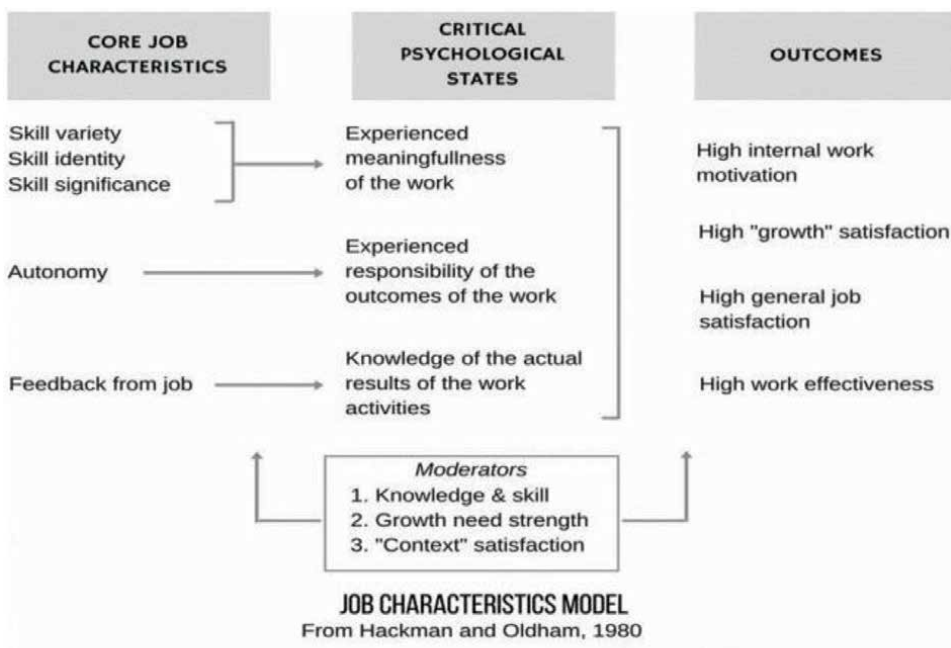 CORE JOB
CHARACTERISTICS
CRITICAL
PSYCHOLOGICAL
STATES
OUTCOMES
Skill variety
Skill identity
Skill significance
Experienced
meaningfullness
of the work
High internal work
motivation
Autonomy
Experienced
responsibility of the
outcomes of the work
High "growth" satisfaction
High general job
satisfaction
Feedback from job
Knowledge of the actual
results of the work
activities
High work effectiveness
Moderators
1. Knowledge & skill
2. Growth need strength
3. "Context" satisfaction
JOB CHARACTERISTICS MODEL
From Hackman and Oldham, 1980